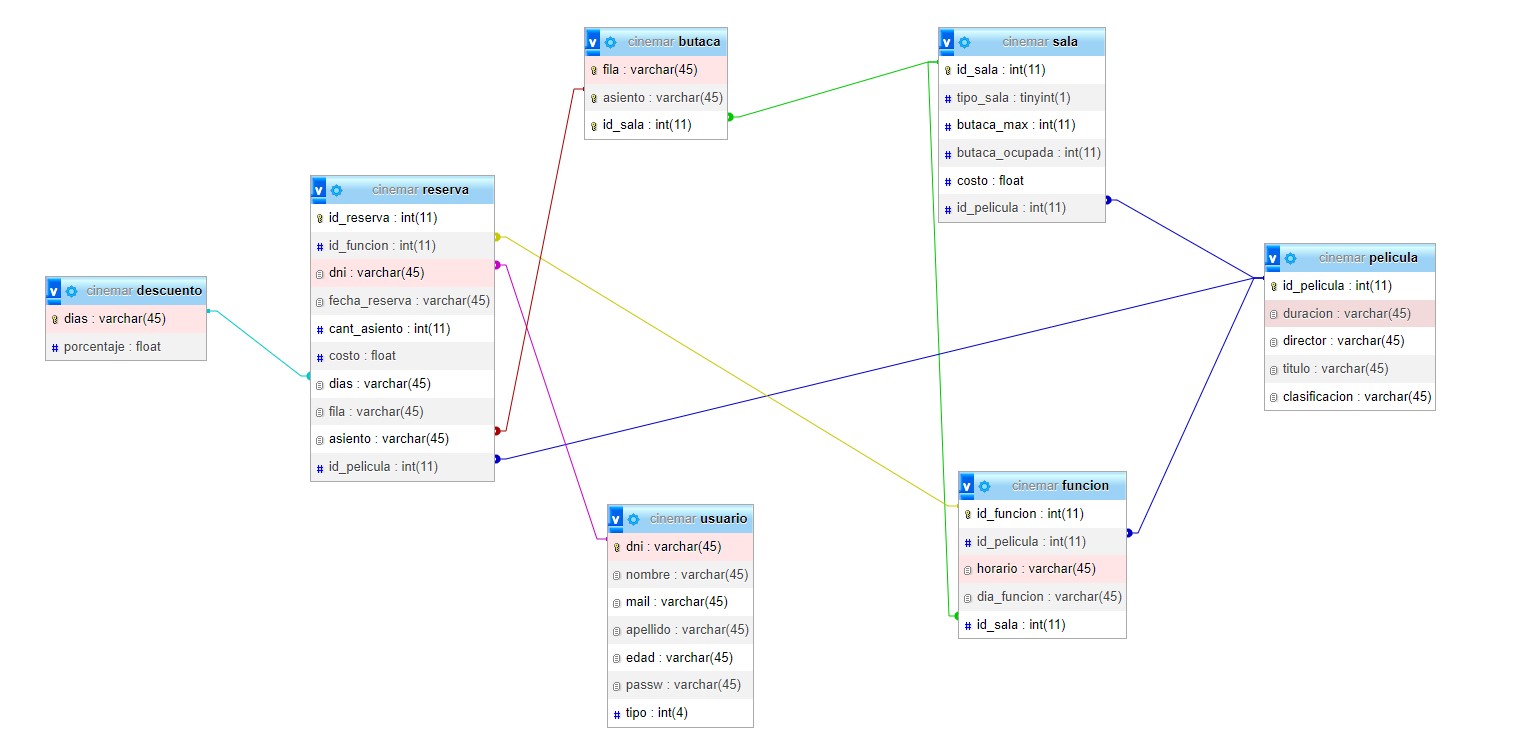 cinemar butaca
fila : varchar(45)
asiento : varchar(45)
id_sala : int(11)
cinemar sala
id_sala : int(11)
tipo_sala : tinyint(1)
butaca_max : int(11)
butaca_ocupada : int(11)
costo : float
id_pelicula : int(11)
cinemar reserva
id_reserva : int(11)
id_funcion : int(11)
dni : varchar(45)
fecha_reserva : varchar(45)
cant_asiento : int(11)
costo : float
dias : varchar(45)
fila : varchar(45)
asiento : varchar(45)
id_pelicula : int(11)
cinemar pelicula
id_pelicula : int(11)
duracion : varchar(45)
director : varchar(45)
titulo : varchar(45)
clasificacion : varchar(45)
cinemar descuento
dias : varchar(45)
porcentaje : float
cinemar funcion
id_funcion : int(11)
id_pelicula : int(11)
horario : varchar(45)
dia_funcion : varchar(45)
id_sala : int(11)
cinemar usuario
dni : varchar(45)
nombre : varchar(45)
mail : varchar(45)
apellido : varchar(45)
edad : varchar(45)
passw : varchar(45)
tipo : int(4)